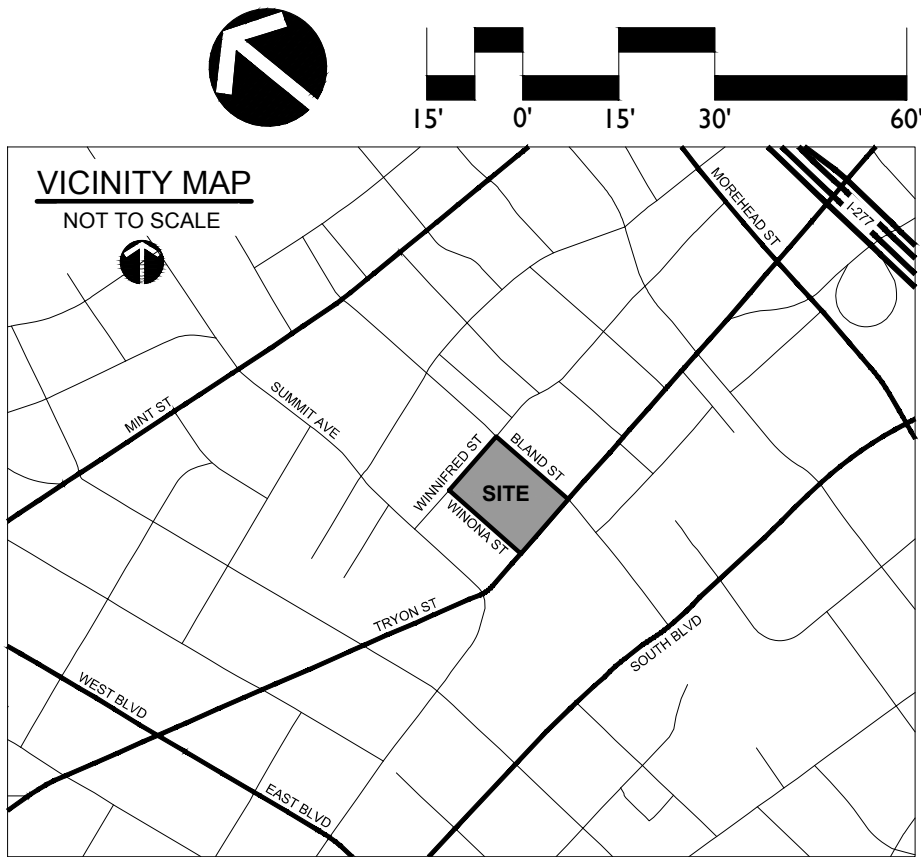 15' 0' 15' 30' 60'
VICINITY MAP
NOT TO SCALE
MOREHEAD ST
I-277
MINT ST
SUMMIT AVE
WINNIFRED ST
BLAND ST
SITE
WINONA ST
TRYON ST
SOUTH BLVD
WEST BLVD
EAST BLVD